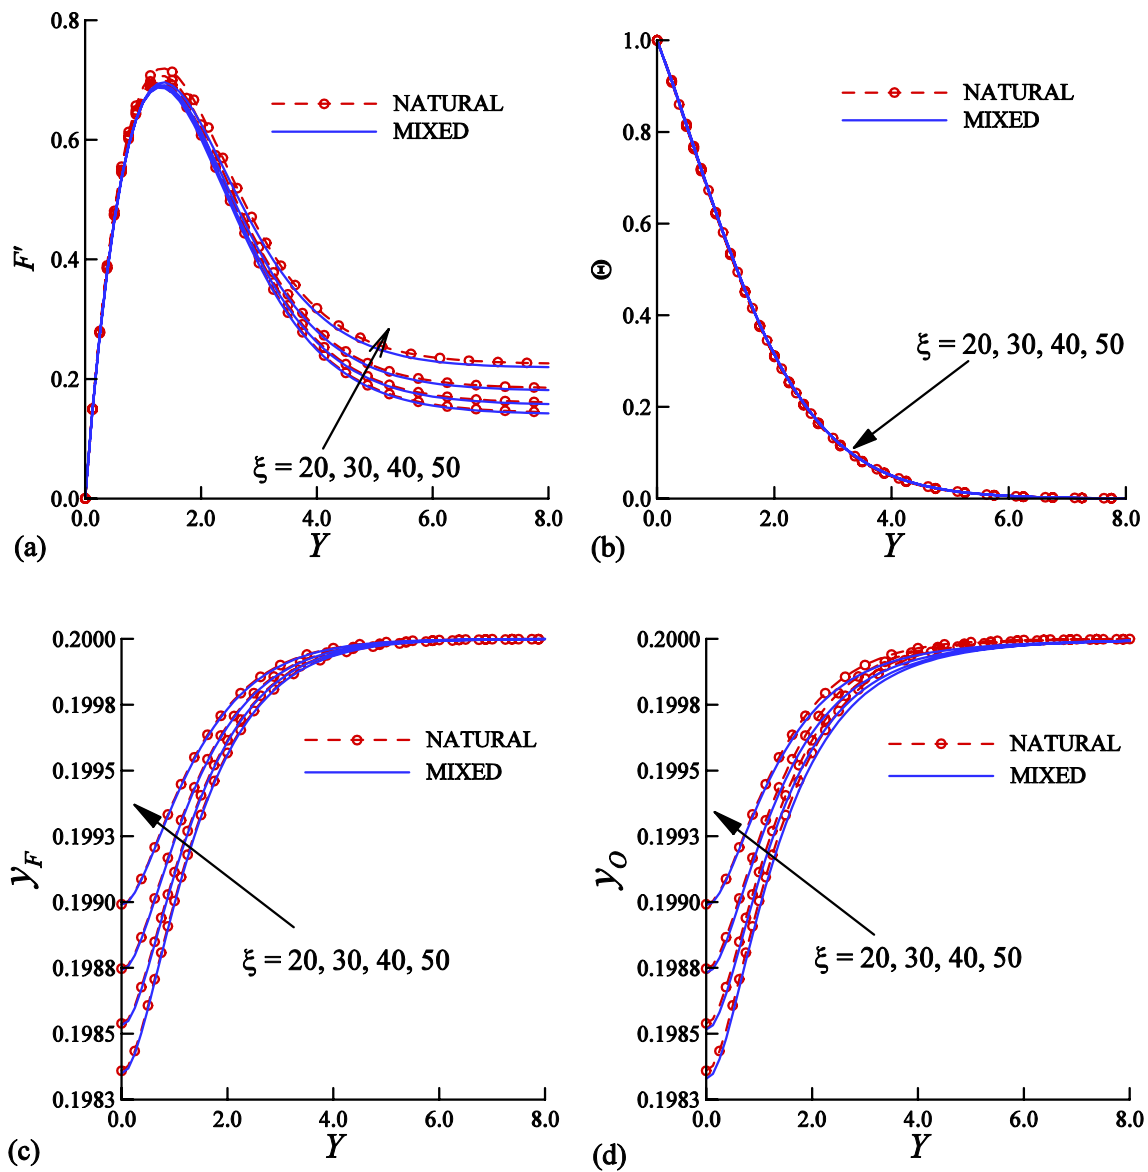 0.8
0.6
0.4
0.2
0.0
F'
NATURAL
MIXED
ξ = 20, 30, 40, 50
0.0 2.0 4.0 6.0 8.0
(a)
Y
1.0
0.8
0.6
0.4
0.2
0.0
Θ
NATURAL
MIXED
ξ = 20, 30, 40, 50
0.0 2.0 4.0 6.0 8.0
(b)
Y
0.2000
0.1998
0.1995
0.1993
0.1990
0.1988
0.1985
0.1983
y_F
NATURAL
MIXED
ξ = 20, 30, 40, 50
0.0 2.0 4.0 6.0 8.0
(c)
Y
0.2000
0.1998
0.1995
0.1993
0.1990
0.1988
0.1985
0.1983
y_O
NATURAL
MIXED
ξ = 20, 30, 40, 50
0.0 2.0 4.0 6.0 8.0
(d)
Y